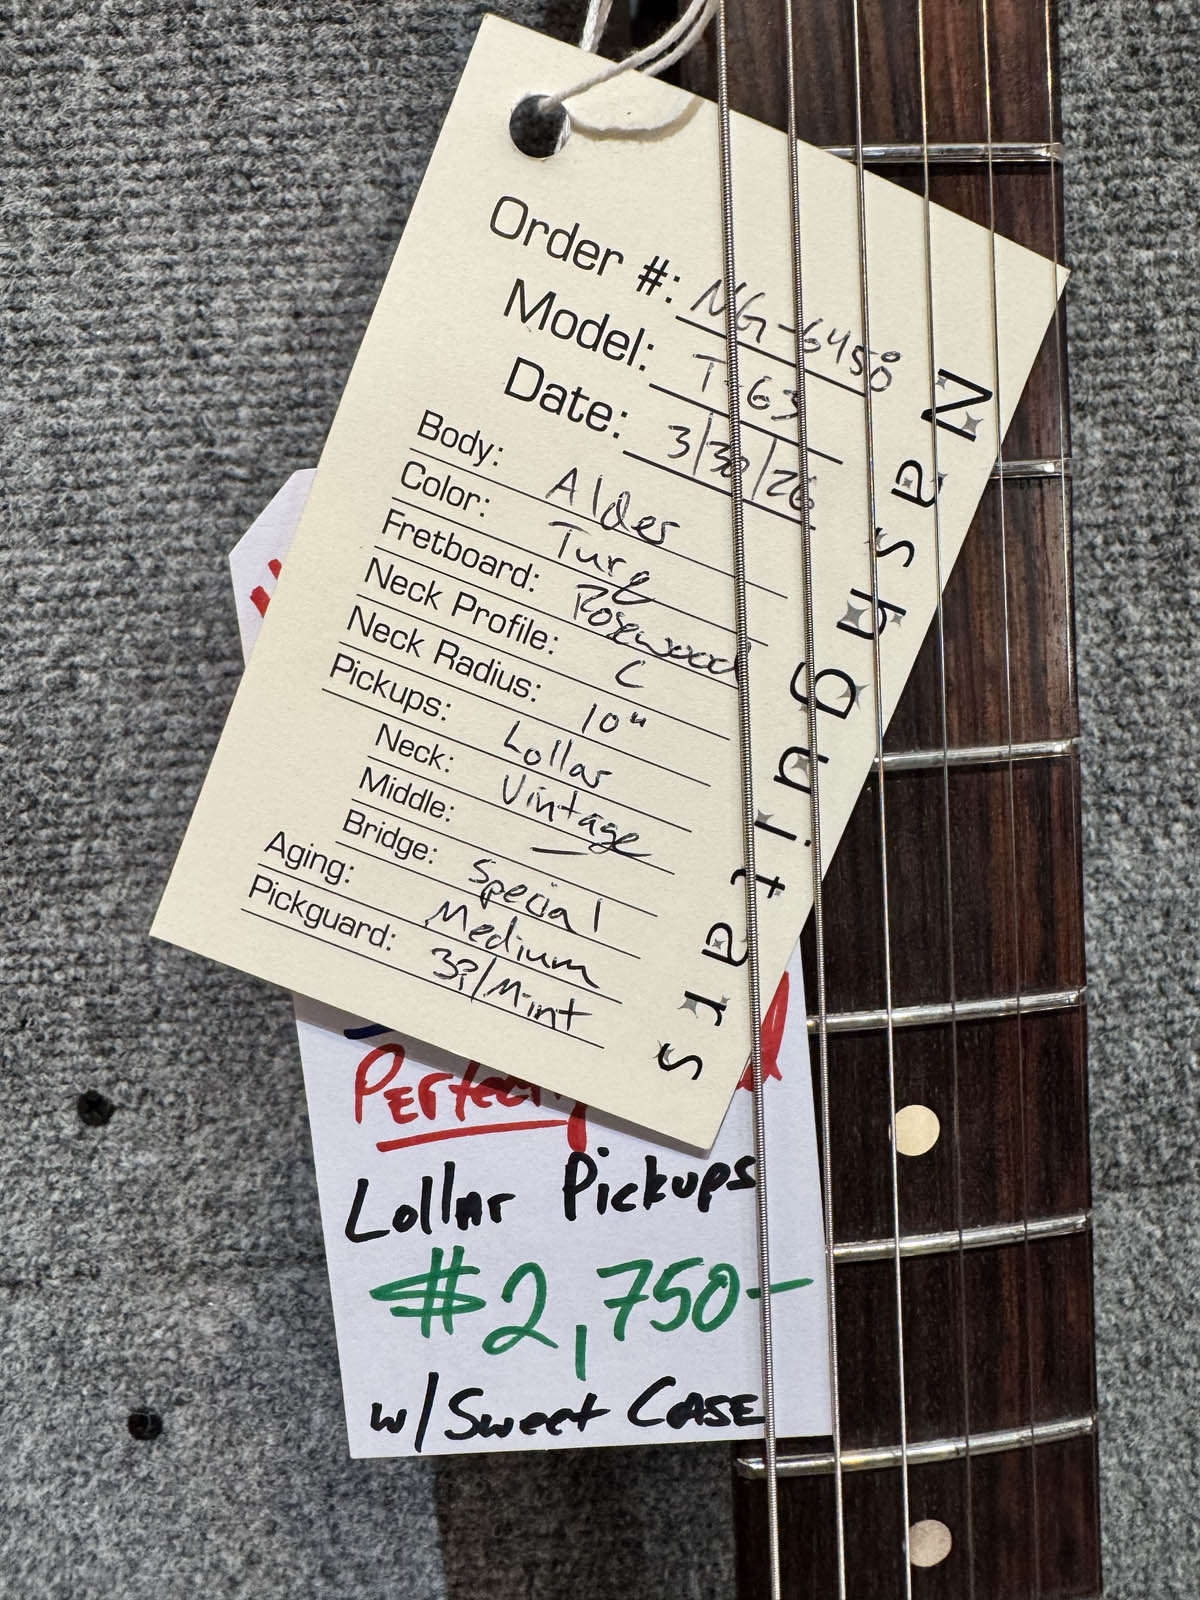 Order #: NG-6450
Model: T-63
Date: 3/30/26
Body: Alder
Color: Turq
Fretboard: Rosewood
Neck Profile: C
Neck Radius: 10"
Pickups: Lollar
Neck: Vintage
Middle: —
Bridge: Special
Aging: Medium
Pickguard: 3P/Mint
Nashguitars
Perfectly
Lollar Pickups
$2,750-
w/Sweet CASE